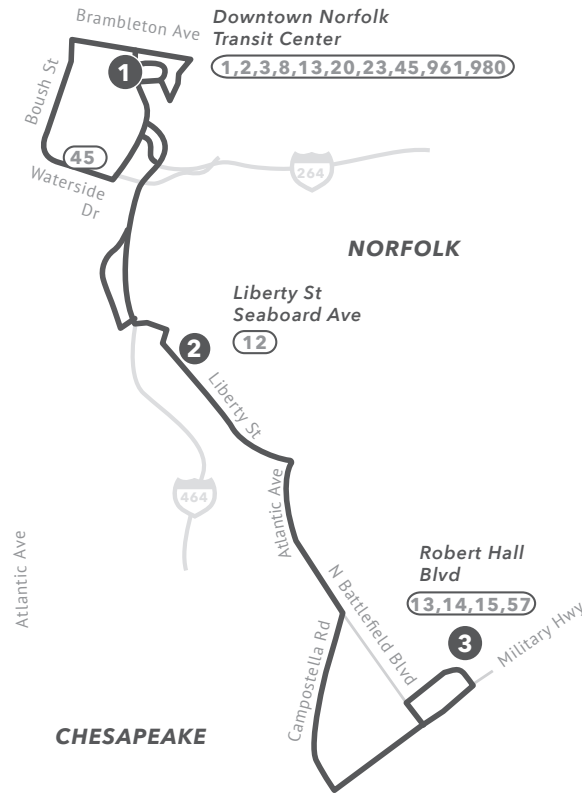 Brambleton Ave
Downtown Norfolk
Transit Center
1
1,2,3,8,13,20,23,45,961,980
Boush St
45
Waterside
Dr
264
NORFOLK
Liberty St
Seaboard Ave
2
12
Liberty St
464
Atlantic Ave
Atlantic Ave
Robert Hall
Blvd
N Battlefield Blvd
13,14,15,57
3
Military Hwy
Campostella Rd
CHESAPEAKE